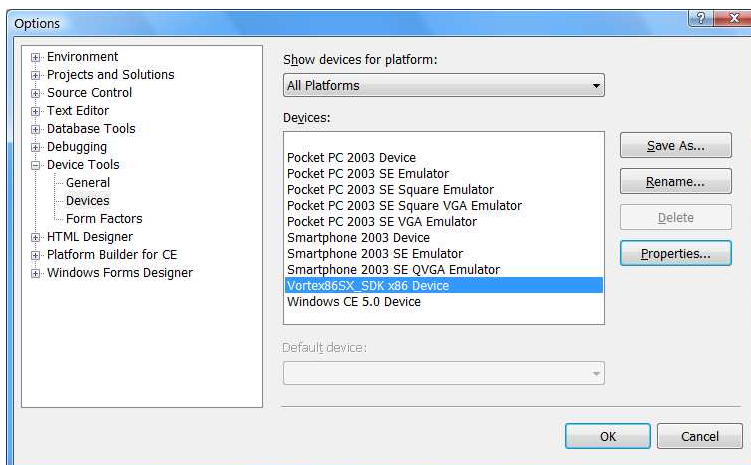 Options
Environment
Projects and Solutions
Source Control
Text Editor
Database Tools
Debugging
Device Tools
General
Devices
Form Factors
HTML Designer
Platform Builder for CE
Windows Forms Designer
Show devices for platform:
All Platforms
Devices:
Pocket PC 2003 Device
Pocket PC 2003 SE Emulator
Pocket PC 2003 SE Square Emulator
Pocket PC 2003 SE Square VGA Emulator
Pocket PC 2003 SE VGA Emulator
Smartphone 2003 Device
Smartphone 2003 SE Emulator
Smartphone 2003 SE QVGA Emulator
Vortex86SX_SDK x86 Device
Windows CE 5.0 Device
Save As...
Rename...
Delete
Properties...
Default device:
OK
Cancel